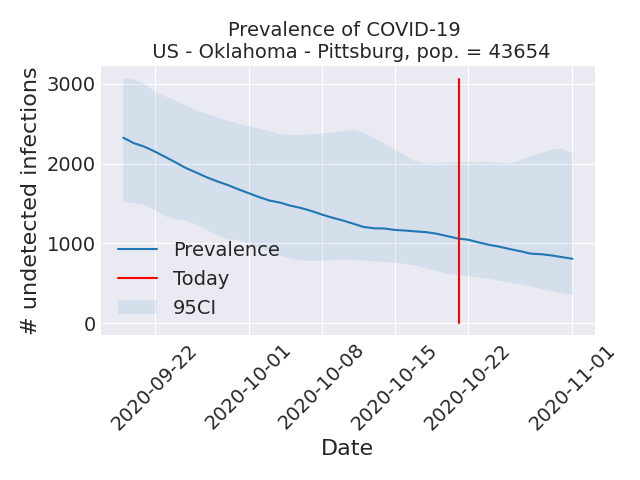 Prevalence of COVID-19
US - Oklahoma - Pittsburg, pop. = 43654
# undetected infections
3000
2000
1000
0
Prevalence
Today
95CI
2020-09-22
2020-10-01
2020-10-08
2020-10-15
2020-10-22
2020-11-01
Date